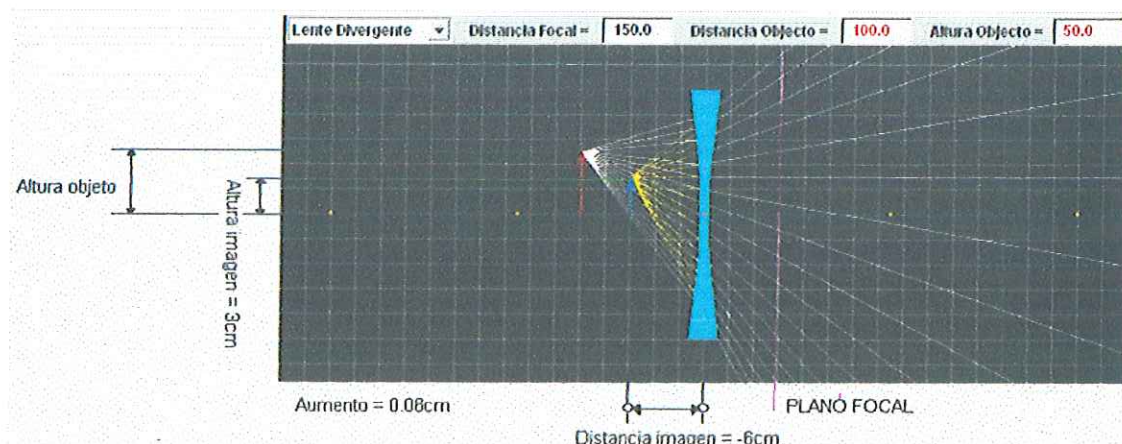 Lente Divergente Distancia Focal = 150.0 Distancia Objecto = 100.0 Altura Objecto = 50.0
Altura objeto
Altura imagen = 3cm
Aumento = 0.06cm
PLANO FOCAL
Distancia imagen = -6cm